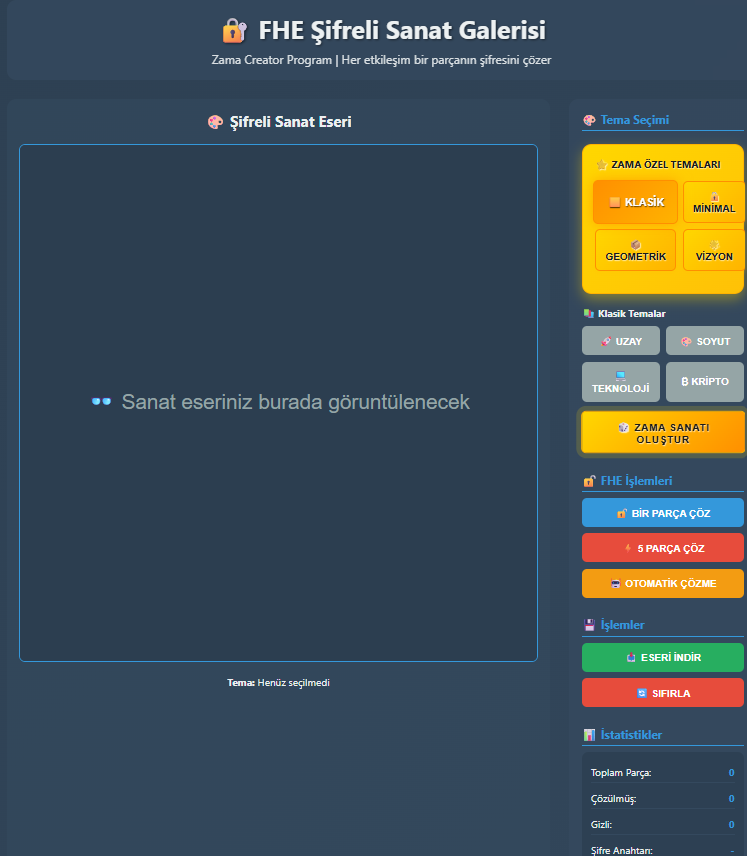 FHE Şifreli Sanat Galerisi
Zama Creator Program | Her etkileşim bir parçanın şifresini çözer
Şifreli Sanat Eseri
Sanat eseriniz burada görüntülenecek
Tema: Henüz seçilmedi
Tema Seçimi
ZAMA ÖZEL TEMALARI
KLASİK
MİNİMAL
GEOMETRİK
VİZYON
Klasik Temalar
UZAY
SOYUT
TEKNOLOJİ
₿ KRİPTO
ZAMA SANATI
OLUŞTUR
FHE İşlemleri
BİR PARÇA ÇÖZ
5 PARÇA ÇÖZ
OTOMATİK ÇÖZME
İşlemler
ESERİ İNDİR
SIFIRLA
İstatistikler
Toplam Parça: 0
Çözülmüş: 0
Gizli: 0
Şifre Anahtarı: -